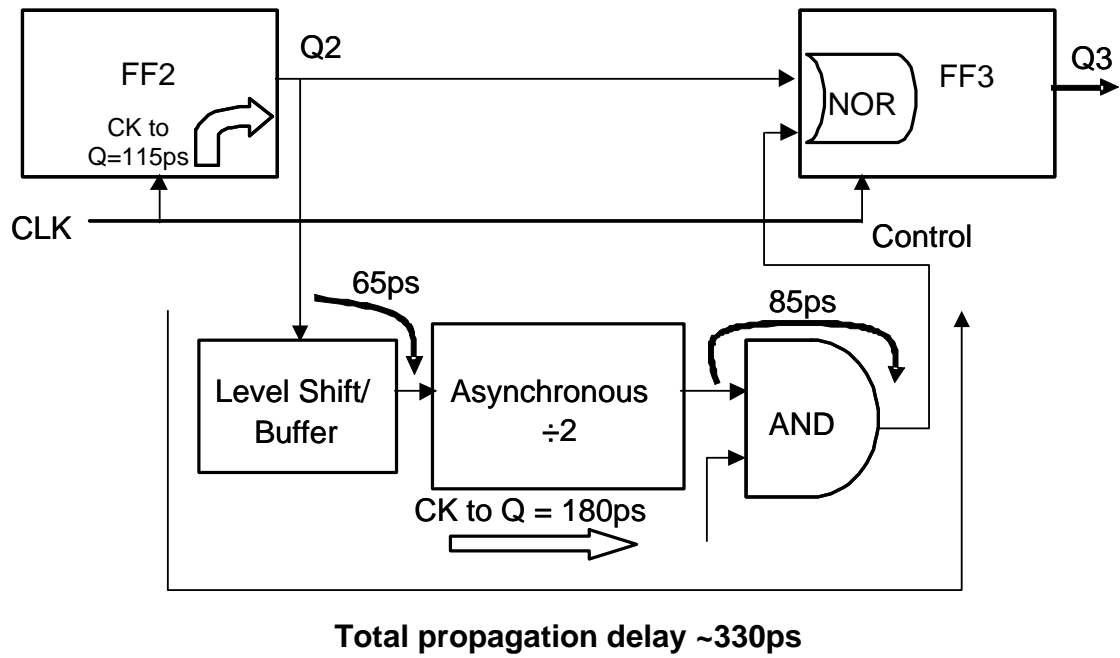 FF2
Q2
CK to
Q=115ps
NOR
FF3
Q3
CLK
Control
65ps
85ps
Level Shift/
Buffer
Asynchronous
÷2
AND
CK to Q = 180ps
Total propagation delay ~330ps